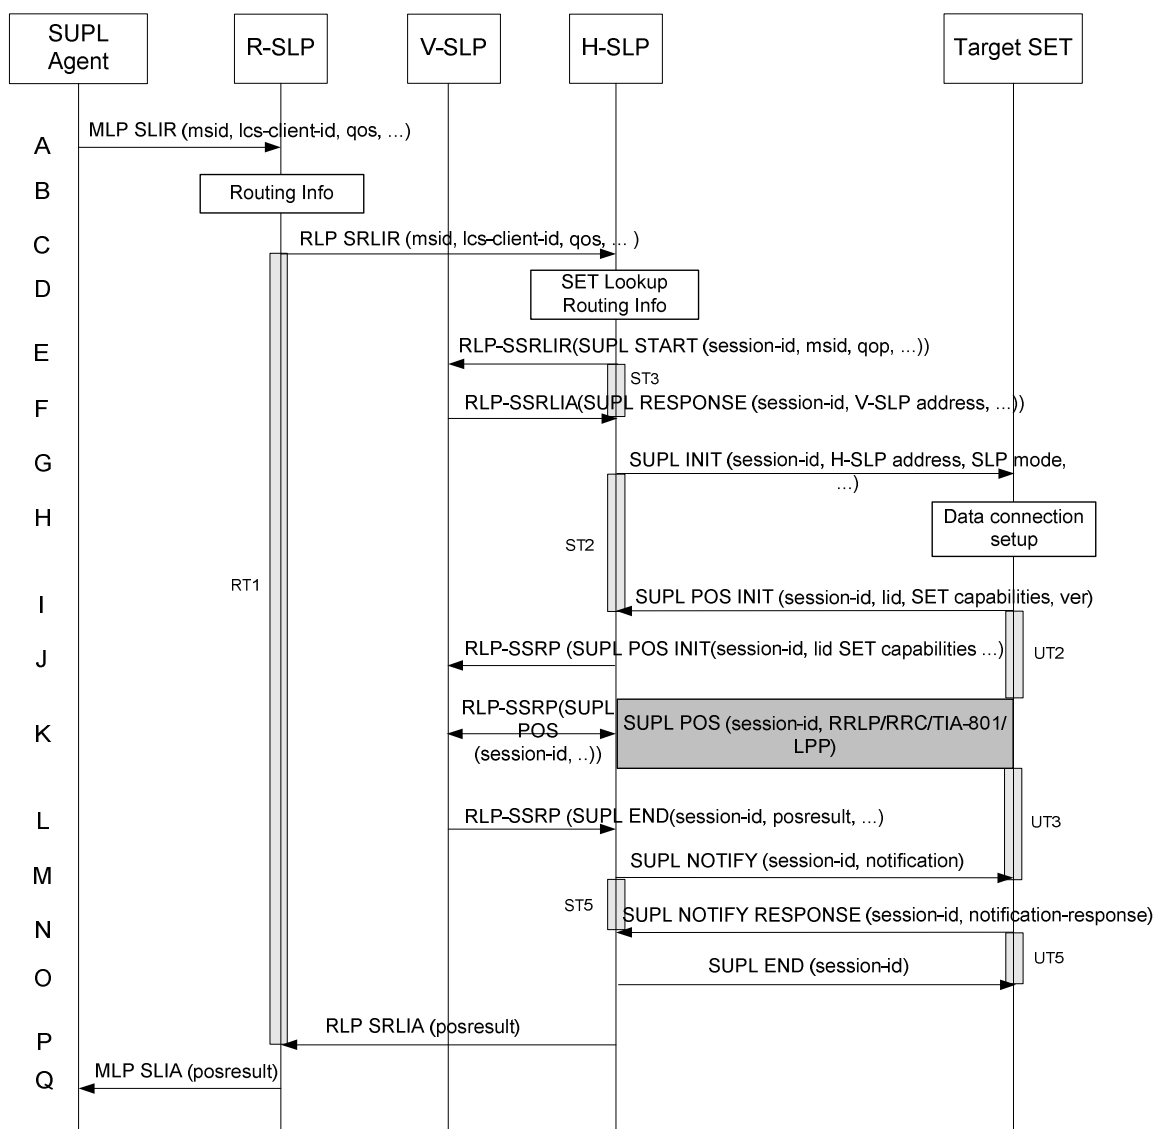 SUPL
Agent
R-SLP
V-SLP
H-SLP
Target SET
A
MLP SLIR (msid, lcs-client-id, qos, ...)
B
Routing Info
C
RLP SRLIR (msid, lcs-client-id, qos, ... )
D
SET Lookup
Routing Info
E
RLP-SSRLIR(SUPL START (session-id, msid, qop, ...))
ST3
F
RLP-SSRLIA(SUPL RESPONSE (session-id, V-SLP address, ...))
G
SUPL INIT (session-id, H-SLP address, SLP mode,
...)
H
Data connection
setup
ST2
RT1
I
SUPL POS INIT (session-id, lid, SET capabilities, ver)
J
RLP-SSRP (SUPL POS INIT(session-id, lid SET capabilities ...)
UT2
K
RLP-SSRP(SUPL
POS
(session-id, ..))
SUPL POS (session-id, RRLP/RRC/TIA-801/
LPP)
L
RLP-SSRP (SUPL END(session-id, posresult, ...)
UT3
M
SUPL NOTIFY (session-id, notification)
ST5
N
SUPL NOTIFY RESPONSE (session-id, notification-response)
UT5
O
SUPL END (session-id)
P
RLP SRLIA (posresult)
Q
MLP SLIA (posresult)